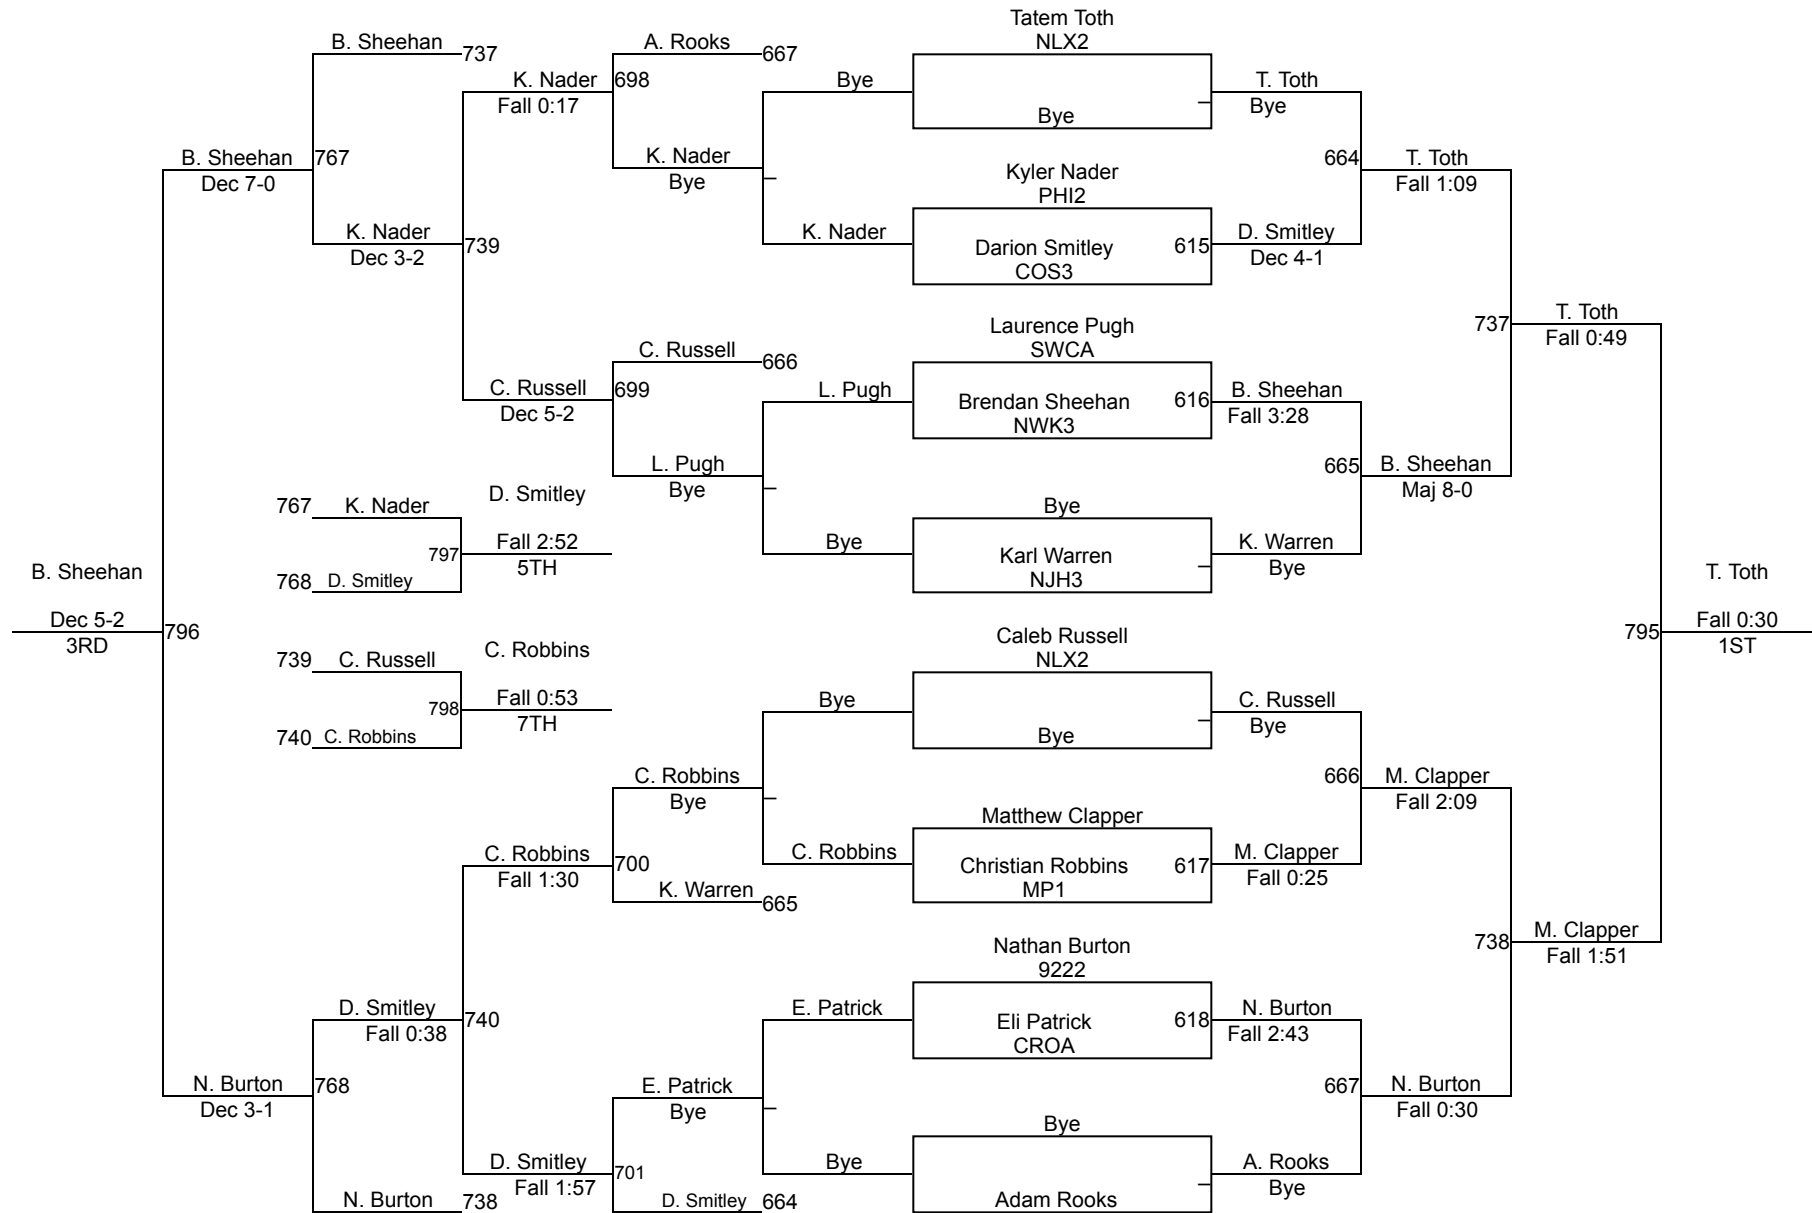 Tatem Toth
B. Sheehan
A. Rooks
NLX2
737
667
K. Nader
698
Bye
T. Toth
Fall 0:17
Bye
Bye
K. Nader
B. Sheehan
767
664
T. Toth
Dec 7-0
Bye
Kyler Nader
Fall 1:09
PHI2
K. Nader
K. Nader
D. Smitley
739
Darion Smitley
615
Dec 3-2
Dec 4-1
COS3
Laurence Pugh
T. Toth
737
C. Russell
SWCA
Fall 0:49
666
C. Russell
699
L. Pugh
B. Sheehan
Dec 5-2
Brendan Sheehan
616
Fall 3:28
NWK3
L. Pugh
665
B. Sheehan
Bye
D. Smitley
Maj 8-0
767
K. Nader
Bye
Fall 2:52
Bye
K. Warren
797
5TH
Karl Warren
Bye
B. Sheehan
768
D. Smitley
NJH3
T. Toth
Dec 5-2
Fall 0:30
796
795
3RD
Caleb Russell
1ST
739
C. Russell
C. Robbins
NLX2
Fall 0:53
Bye
C. Russell
798
7TH
Bye
740
C. Robbins
Bye
C. Robbins
666
M. Clapper
Bye
Fall 2:09
Matthew Clapper
C. Robbins
C. Robbins
M. Clapper
700
Christian Robbins
617
Fall 1:30
Fall 0:25
K. Warren
MP1
665
Nathan Burton
M. Clapper
738
9222
Fall 1:51
D. Smitley
E. Patrick
N. Burton
740
Eli Patrick
618
Fall 0:38
Fall 2:43
CROA
N. Burton
768
E. Patrick
667
N. Burton
Dec 3-1
Bye
Fall 0:30
Bye
D. Smitley
Bye
A. Rooks
701
Fall 1:57
Bye
N. Burton
738
D. Smitley
664
Adam Rooks